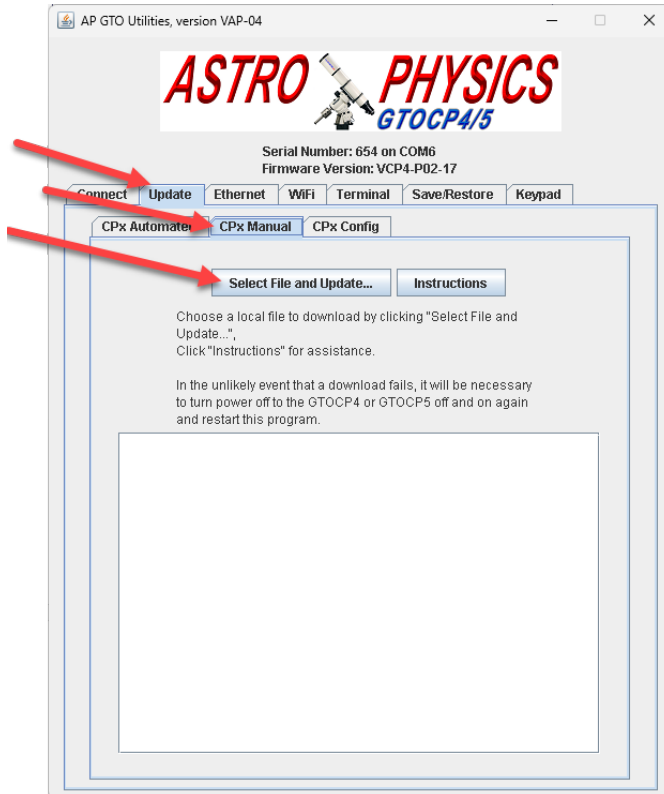 AP GTO Utilities, version VAP-04
ASTRO PHYSICS
GTOCP4/5
Serial Number: 654 on COM6
Firmware Version: VCP4-P02-17
Connect Update Ethernet WiFi Terminal Save/Restore Keypad
CPx Automated CPx Manual CPx Config
Select File and Update... Instructions
Choose a local file to download by clicking "Select File and
Update...",
Click "Instructions" for assistance.
In the unlikely event that a download fails, it will be necessary
to turn power off to the GTOCP4 or GTOCP5 off and on again
and restart this program.